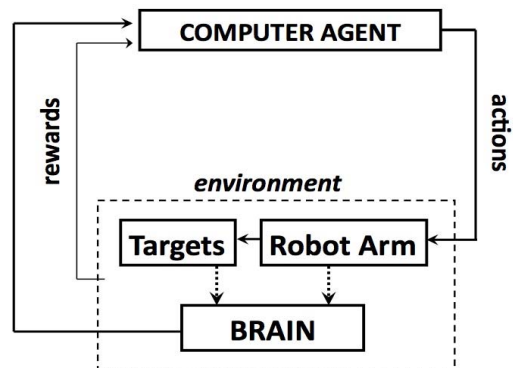 COMPUTER AGENT
rewards
actions
environment
Targets
Robot Arm
BRAIN